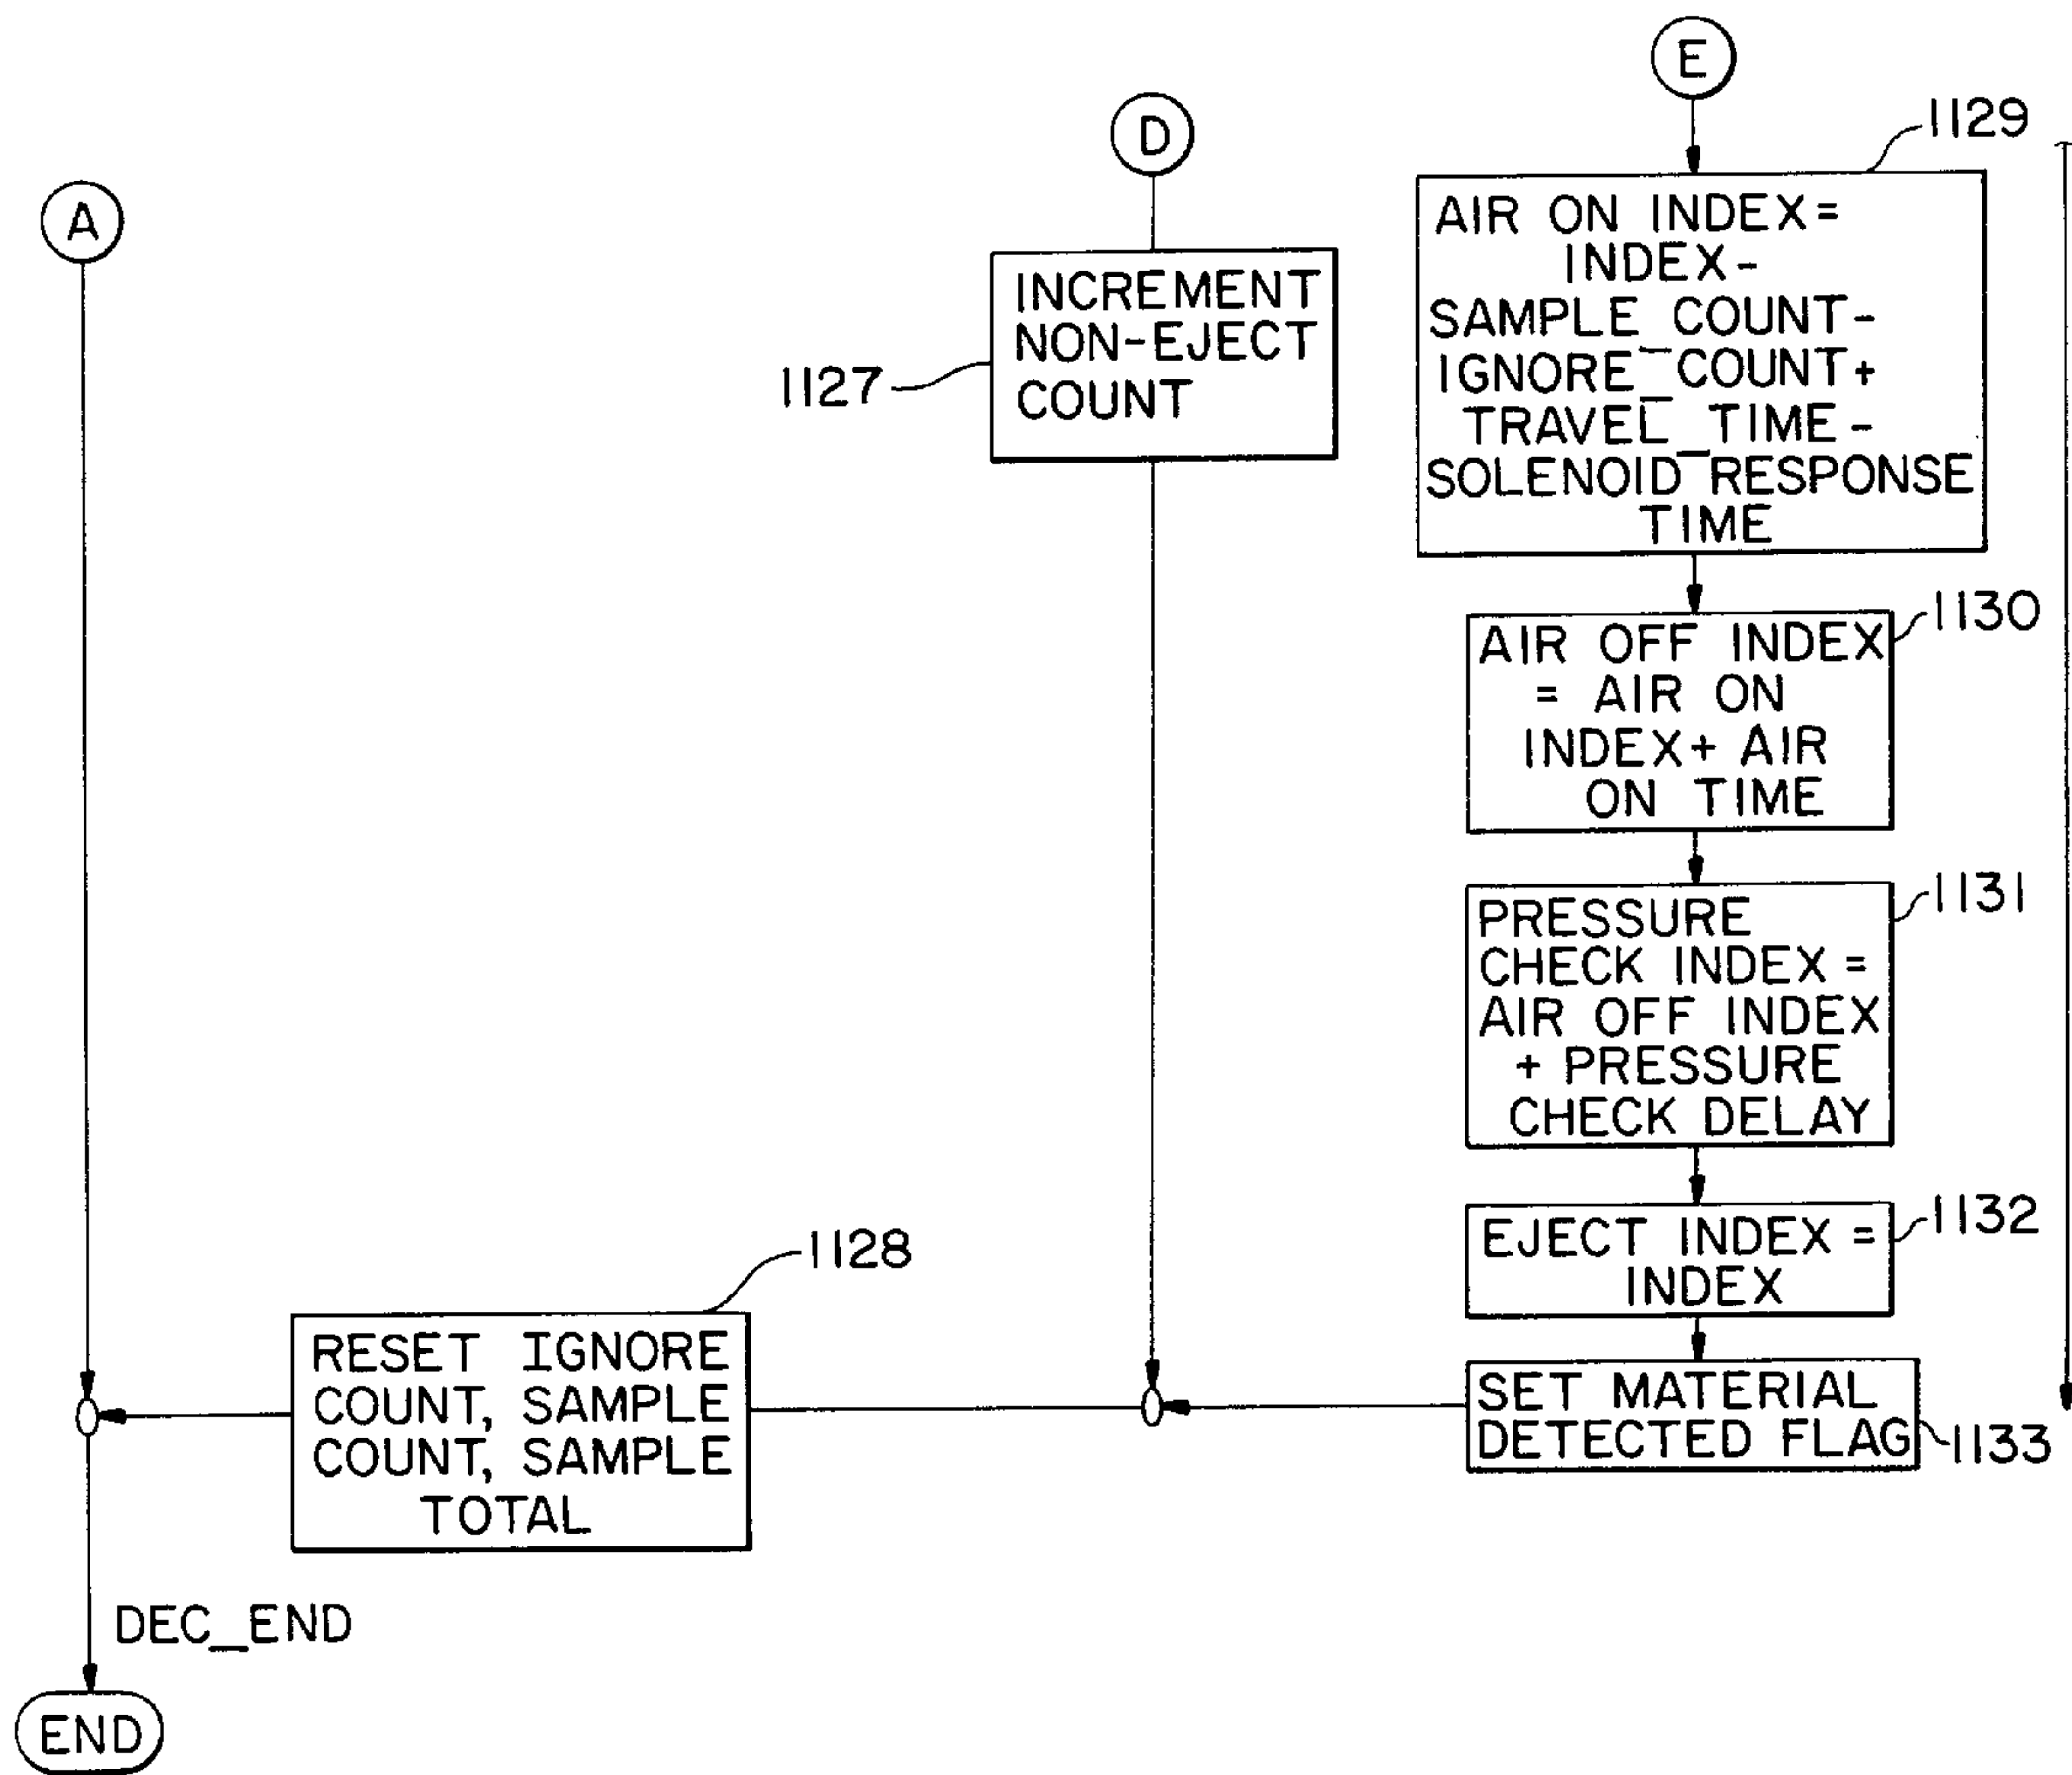 E
1129
D
A
AIR ON INDEX=
INDEX-
SAMPLE_COUNT-
IGNORE_COUNT+
TRAVEL_TIME-
SOLENOID_RESPONSE
TIME
INCREMENT
NON-EJECT
COUNT
1127
1130
AIR OFF INDEX
= AIR ON
INDEX+ AIR
ON TIME
1131
PRESSURE
CHECK INDEX=
AIR OFF INDEX
+ PRESSURE
CHECK DELAY
1132
EJECT INDEX=
INDEX
1128
RESET IGNORE
COUNT, SAMPLE
COUNT, SAMPLE
TOTAL
SET MATERIAL
DETECTED FLAG
1133
DEC_END
END